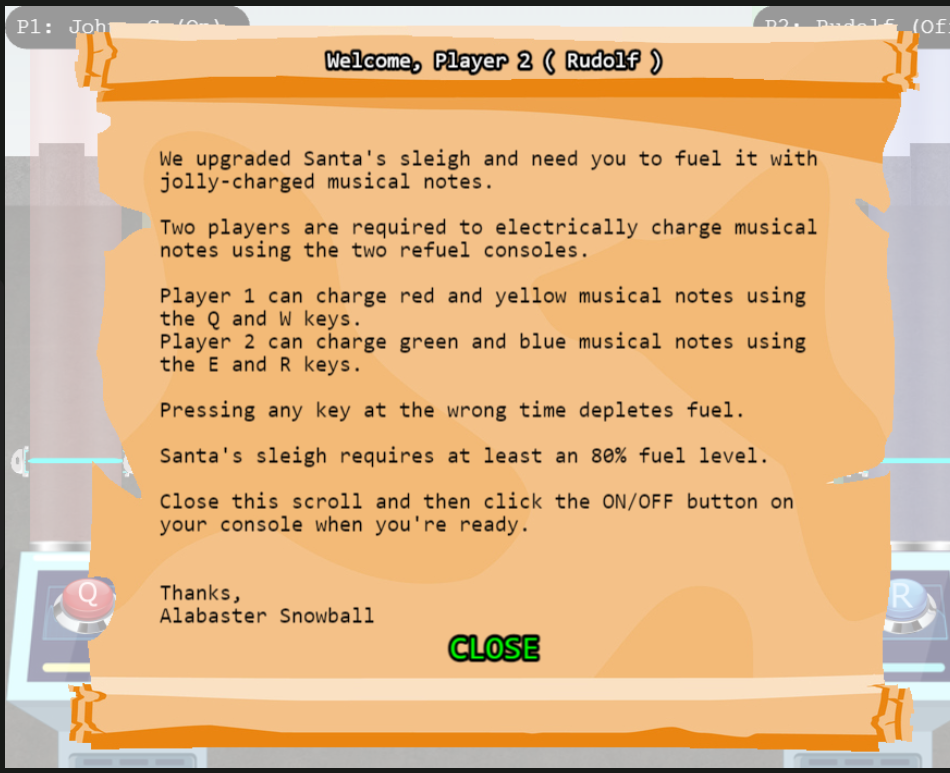 P1: John
P2: Rudolf (Of
Welcome, Player 2 ( Rudolf )
We upgraded Santa's sleigh and need you to fuel it with
jolly-charged musical notes.
Two players are required to electrically charge musical
notes using the two refuel consoles.
Player 1 can charge red and yellow musical notes using
the Q and W keys.
Player 2 can charge green and blue musical notes using
the E and R keys.
Pressing any key at the wrong time depletes fuel.
Santa's sleigh requires at least an 80% fuel level.
Close this scroll and then click the ON/OFF button on
your console when you're ready.
Thanks,
Alabaster Snowball
Q
R
CLOSE